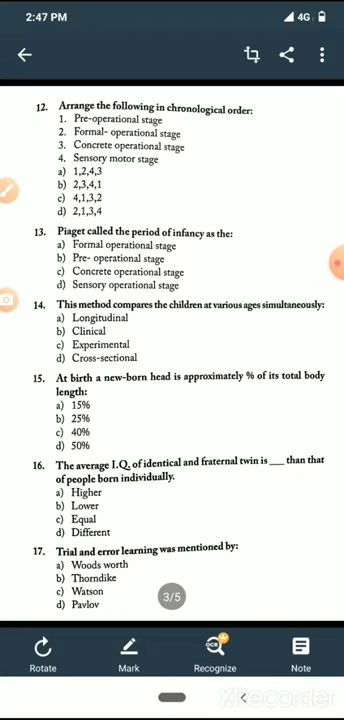 2:47 PM
4G
12. Arrange the following in chronological order:
1. Pre-operational stage
2. Formal- operational stage
3. Concrete operational stage
4. Sensory motor stage
a) 1,2,4,3
b) 2,3,4,1
c) 4,1,3,2
d) 2,1,3,4
13. Piaget called the period of infancy as the:
a) Formal operational stage
b) Pre- operational stage
c) Concrete operational stage
d) Sensory operational stage
14. This method compares the children at various ages simultaneously:
a) Longitudinal
b) Clinical
c) Experimental
d) Cross-sectional
15. At birth a new-born head is approximately % of its total body
length:
a) 15%
b) 25%
c) 40%
d) 50%
16. The average I.Q. of identical and fraternal twin is ___ than that
of people born individually.
a) Higher
b) Lower
c) Equal
d) Different
17. Trial and error learning was mentioned by:
a) Woods worth
b) Thorndike
c) Watson
d) Pavlov
3/5
OCR
Rotate Mark Recognize Note
XRecorder